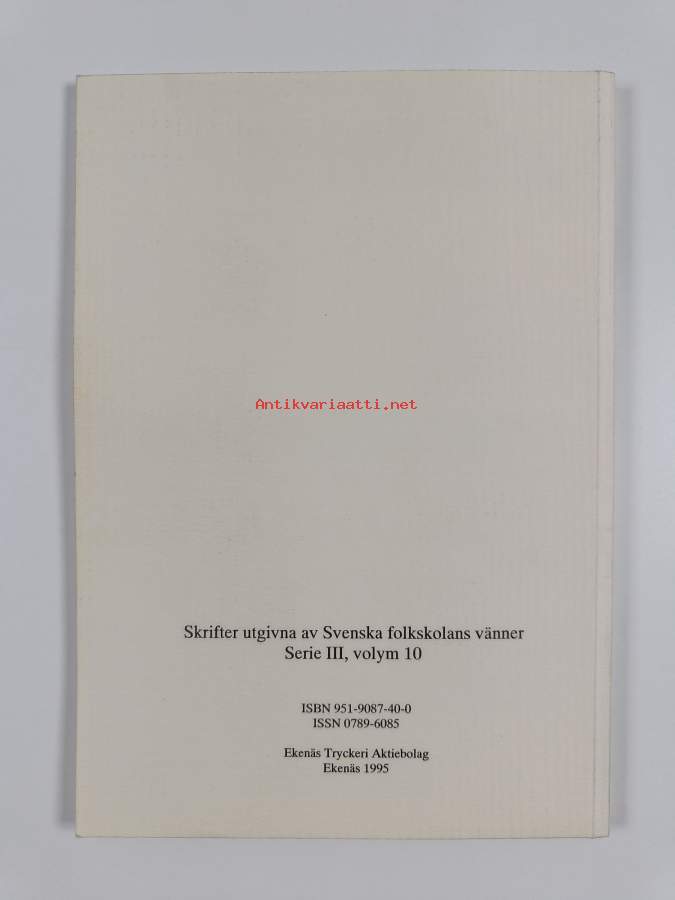 Antikvariaatti.net
Skrifter utgivna av Svenska folkskolans vänner
Serie III, volym 10
ISBN 951-9087-40-0
ISSN 0789-6085
Ekenäs Tryckeri Aktiebolag
Ekenäs 1995